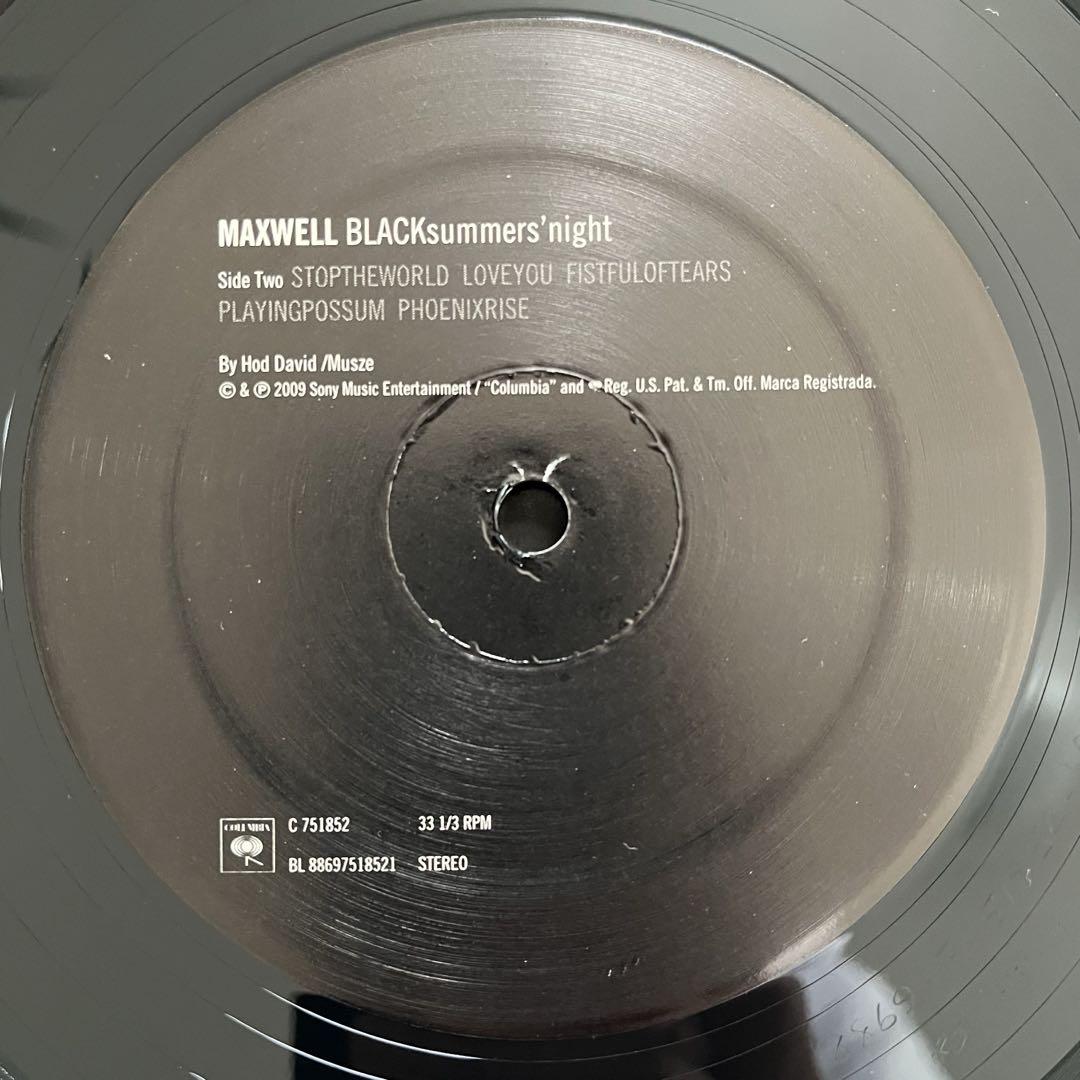 MAXWELL BLACKsummers'night
Side Two STOPTHEWORLD LOVEYOU FISTFULOFTEARS
PLAYINGPOSSUM PHOENIXRISE
By Hod David /Musze
© & ℗ 2009 Sony Music Entertainment / "Columbia" and Reg. U.S. Pat. & Tm. Off. Marca Registrada.
COLUMBIA
C 751852 33 1/3 RPM
BL 88697518521 STEREO